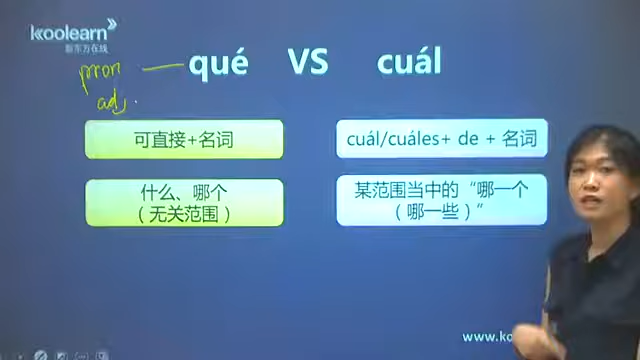 koolearn
新东方在线
qué VS cuál
pron
adj.
可直接+名词
cuál/cuáles+ de + 名词
什么、哪个
（无关范围）
某范围当中的“哪一个
（哪一些）”
www.ko